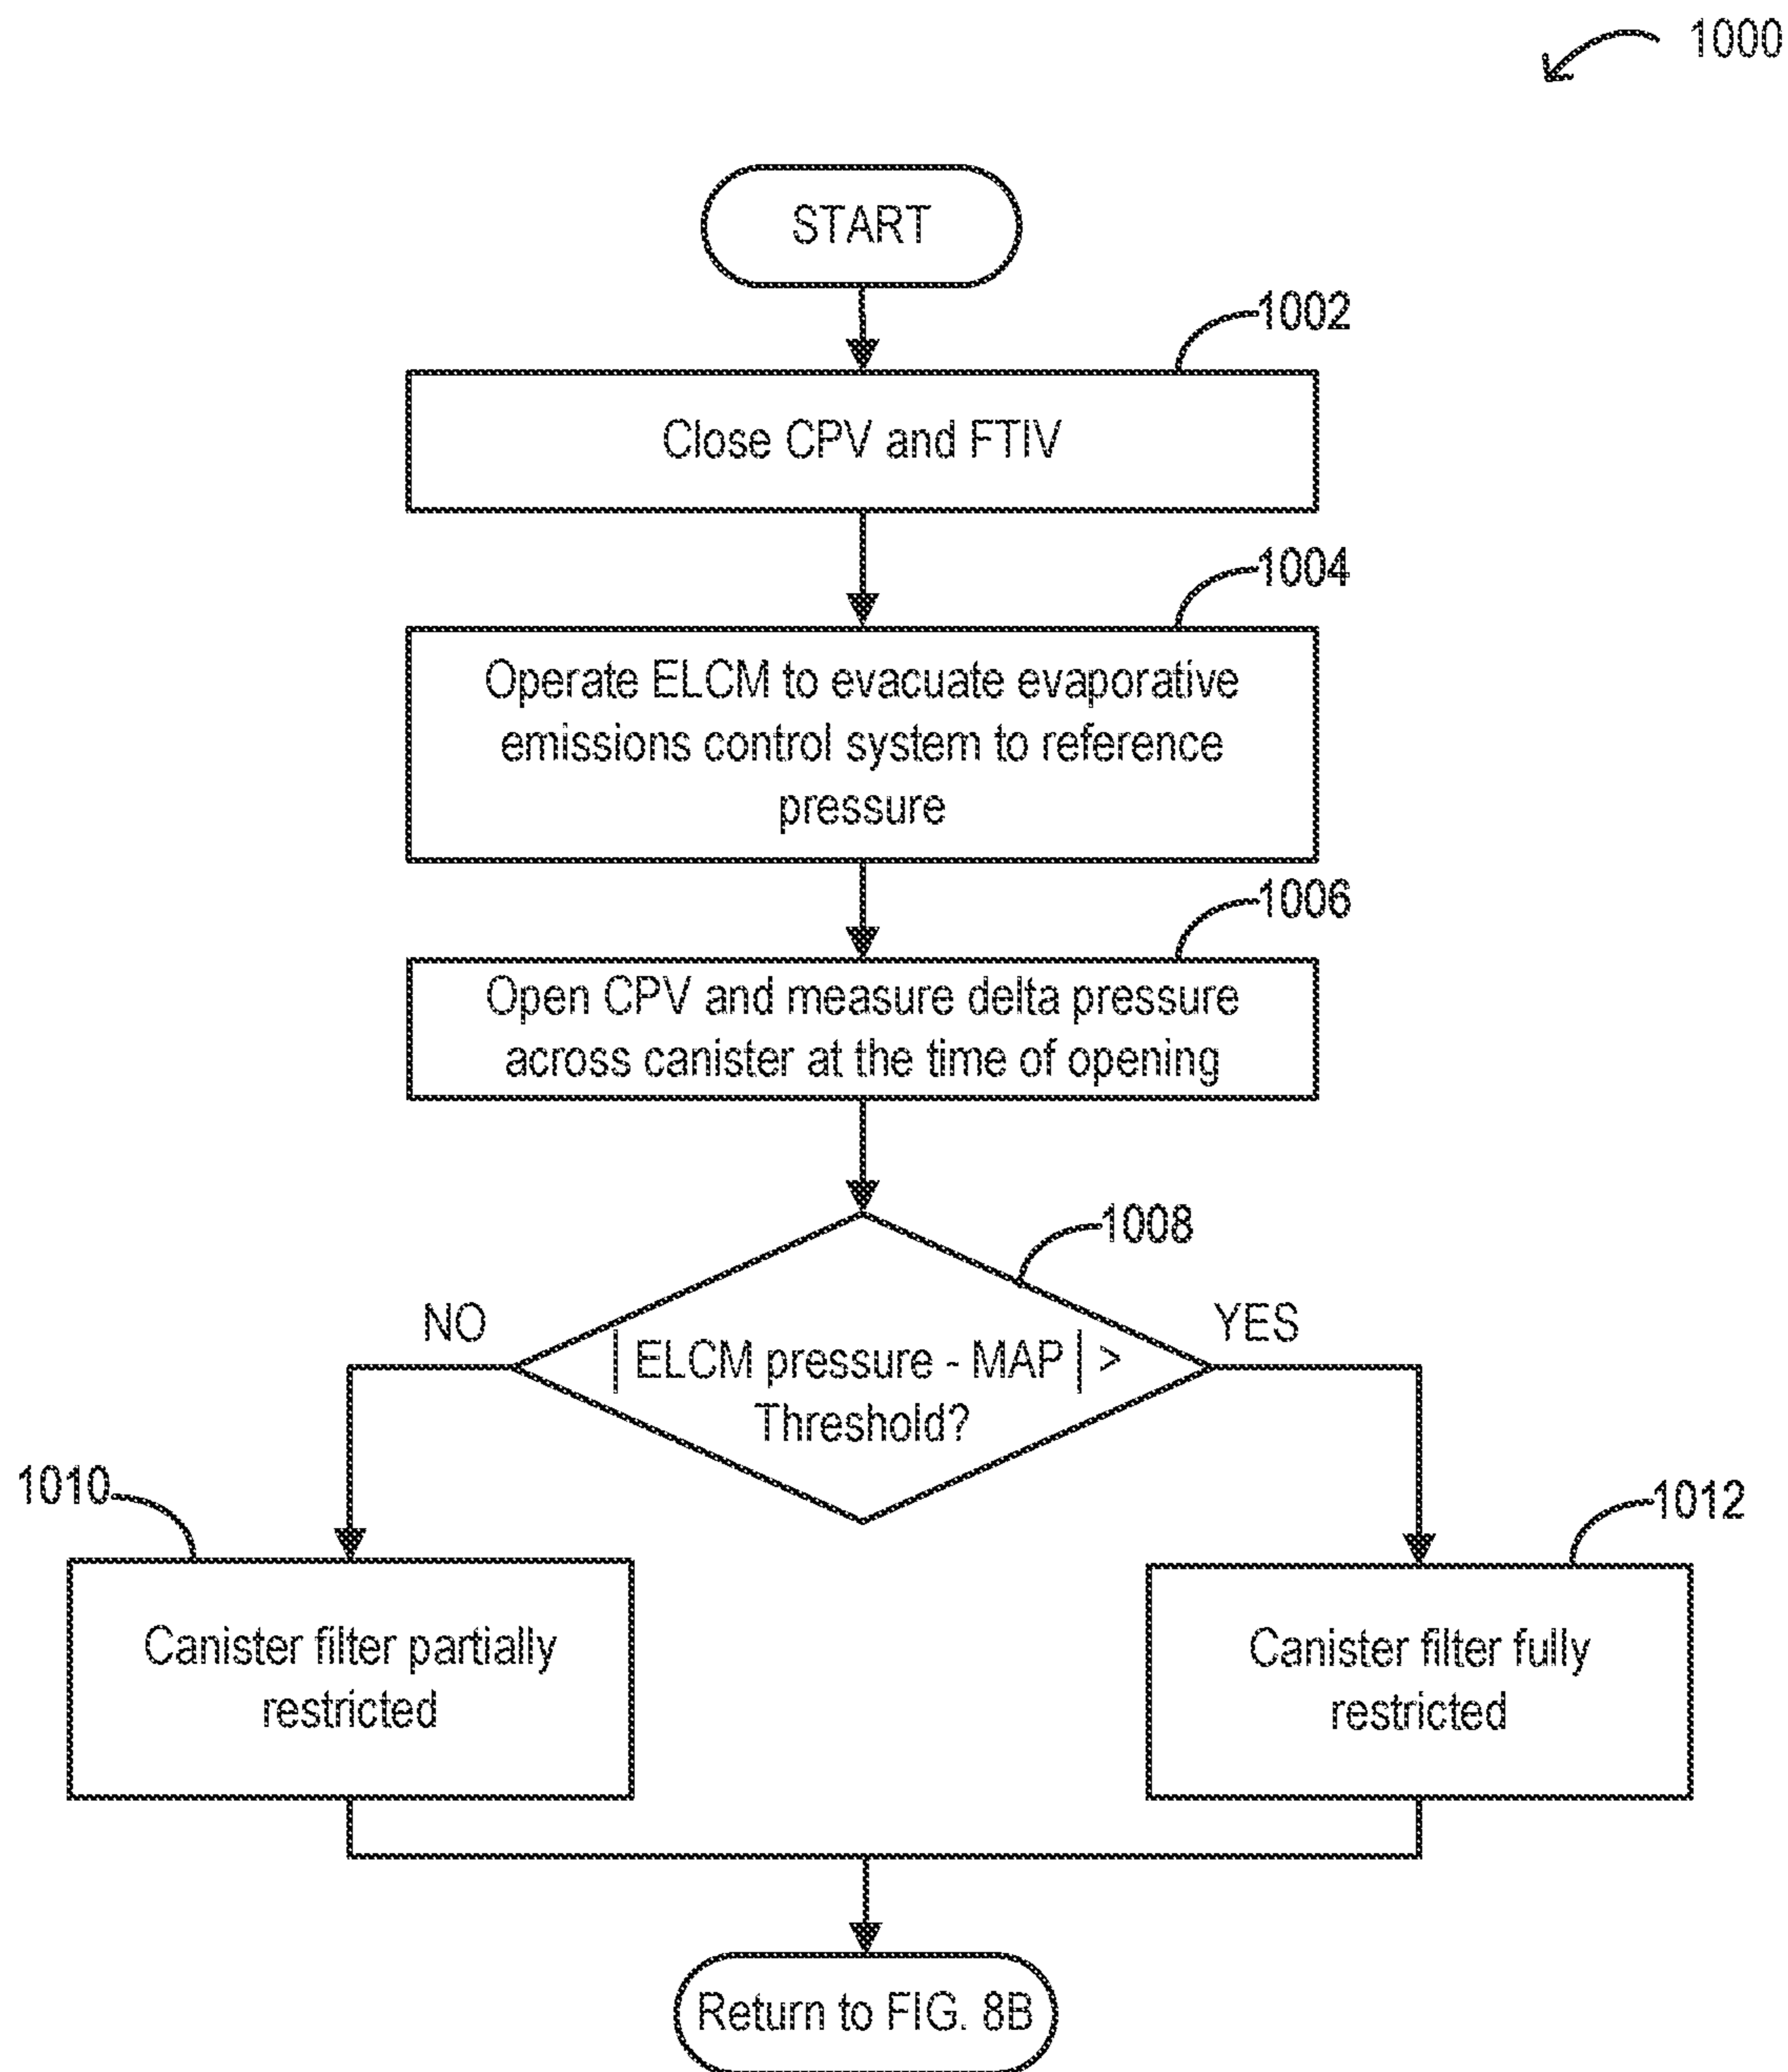 1000
START
1002
Close CPV and FTIV
1004
Operate ELCM to evacuate evaporative
emissions control system to reference
pressure
1006
Open CPV and measure delta pressure
across canister at the time of opening
1008
NO
YES
| ELCM pressure - MAP | >
Threshold?
1010
1012
Canister filter partially
restricted
Canister filter fully
restricted
Return to FIG. 8B